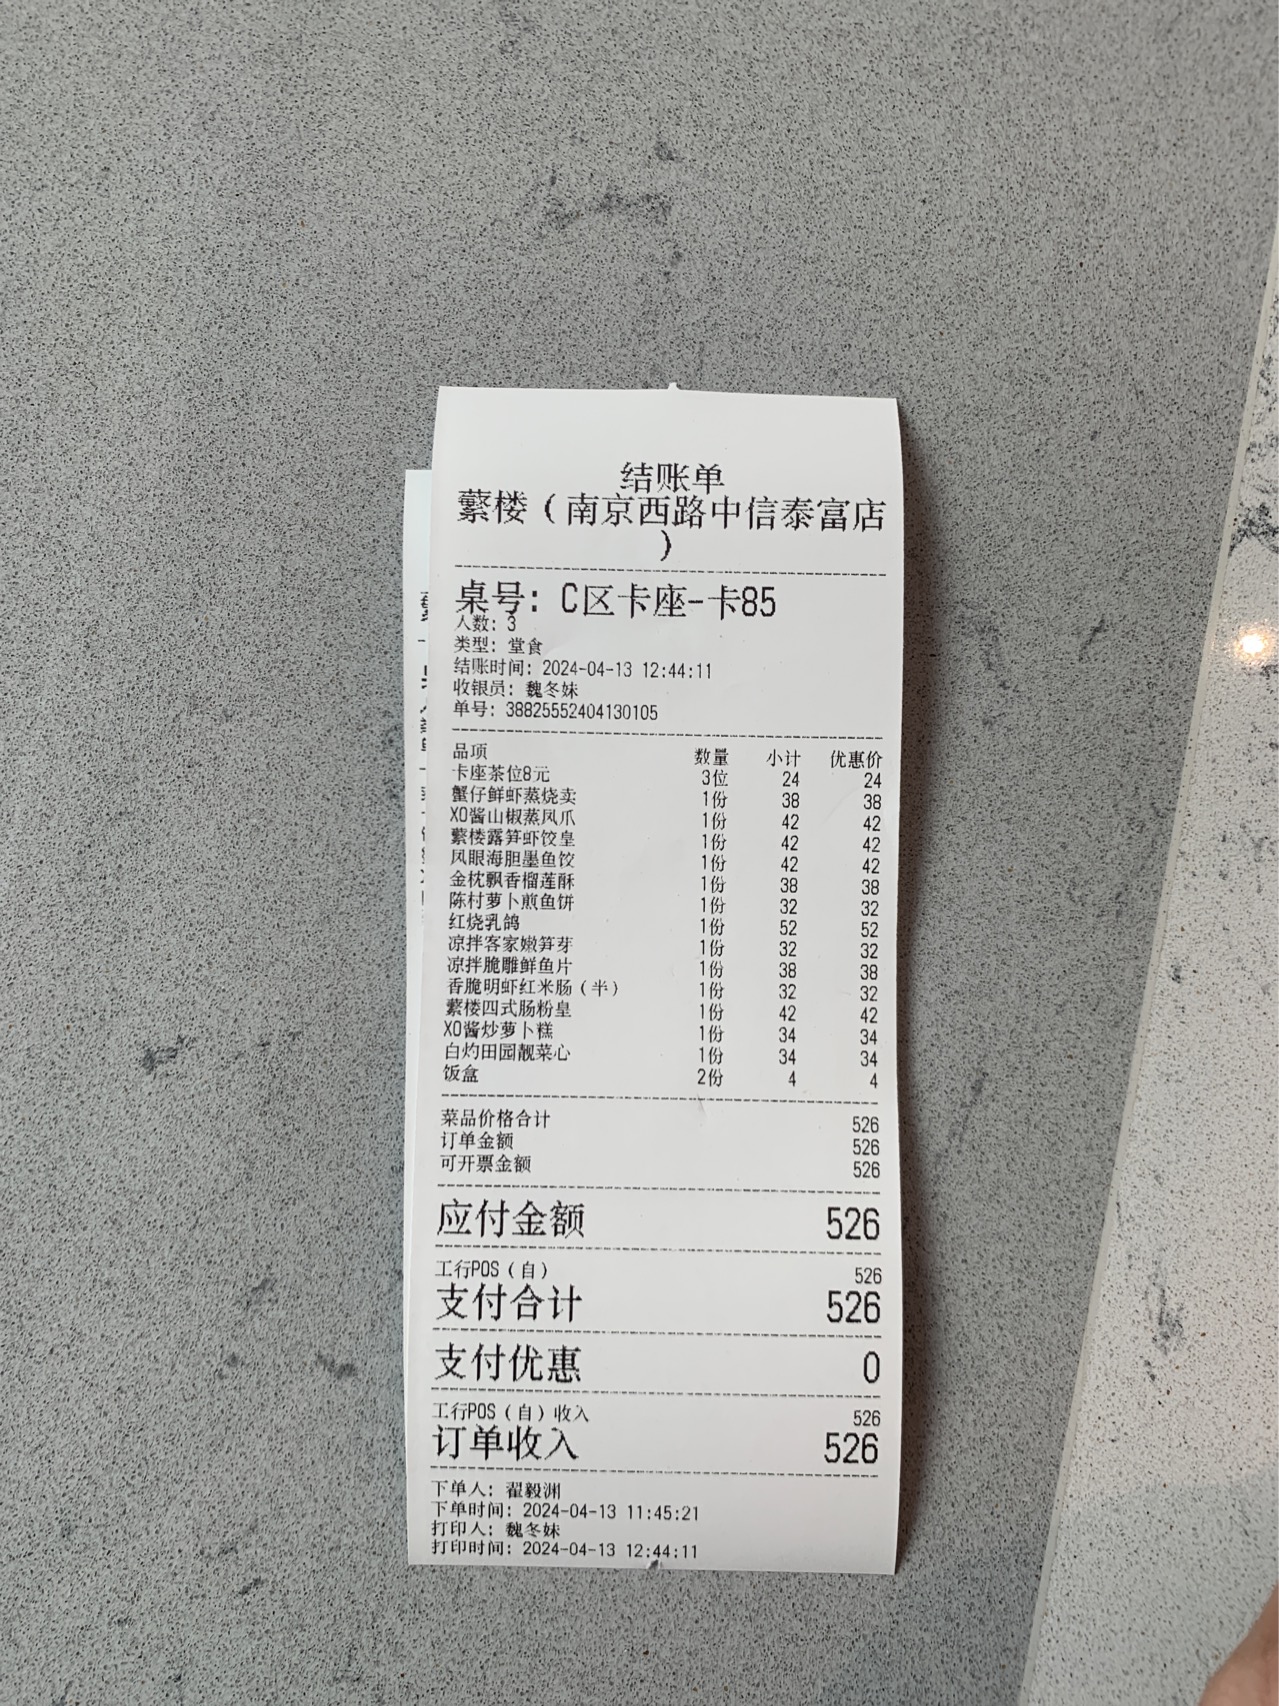 结账单
蘩楼（南京西路中信泰富店
）
桌号: C区卡座-卡85
人数: 3
类型: 堂食
结账时间: 2024-04-13 12:44:11
收银员: 魏冬妹
单号: 38825552404130105
品项 数量 小计 优惠价
卡座茶位8元 3位 24 24
蟹仔鲜虾蒸烧卖 1份 38 38
XO酱山椒蒸凤爪 1份 42 42
蘩楼露笋虾饺皇 1份 42 42
凤眼海胆墨鱼饺 1份 42 42
金枕飘香榴莲酥 1份 38 38
陈村萝卜煎鱼饼 1份 32 32
红烧乳鸽 1份 52 52
凉拌客家嫩笋芽 1份 32 32
凉拌脆雕鲜鱼片 1份 38 38
香脆明虾红米肠（半） 1份 32 32
蘩楼四式肠粉皇 1份 42 42
XO酱炒萝卜糕 1份 34 34
白灼田园靓菜心 1份 34 34
饭盒 2份 4 4
菜品价格合计 526
订单金额 526
可开票金额 526
应付金额 526
工行POS（自） 526
支付合计 526
支付优惠 0
工行POS（自）收入 526
订单收入 526
下单人: 翟毅渊
下单时间: 2024-04-13 11:45:21
打印人: 魏冬妹
打印时间: 2024-04-13 12:44:11